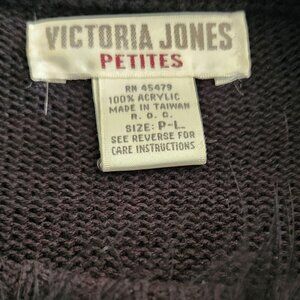 VICTORIA JONES
PETITES
RN 45479
100% ACRYLIC
MADE IN TAIWAN
R. O. C.
SIZE: P-L
SEE REVERSE FOR
CARE INSTRUCTIONS